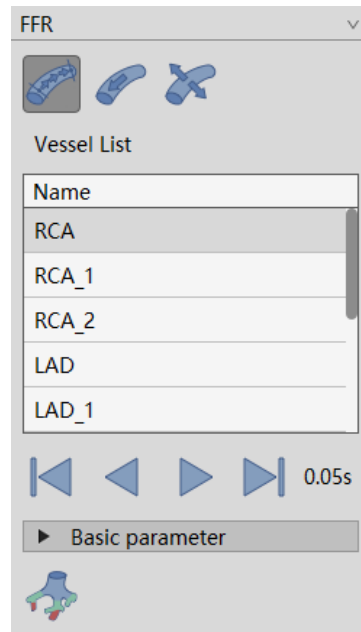 FFR
Vessel List
Name
RCA
RCA_1
RCA_2
LAD
LAD_1
0.05s
Basic parameter